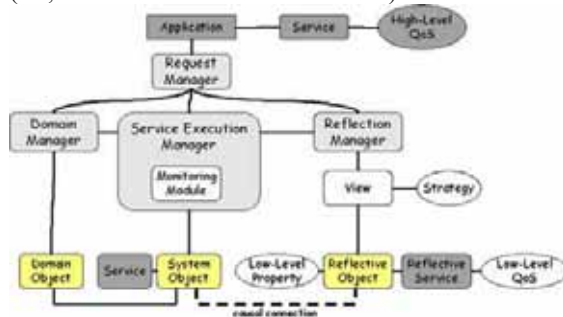 Application
Service
High-Level
QoS
Request
Manager
Domain
Manager
Service Execution
Manager
Reflection
Manager
Monitoring
Module
View
Strategy
Domain
Object
Service
System
Object
Low-Level
Property
Reflective
Object
Reflective
Service
Low-Level
QoS
causal connection